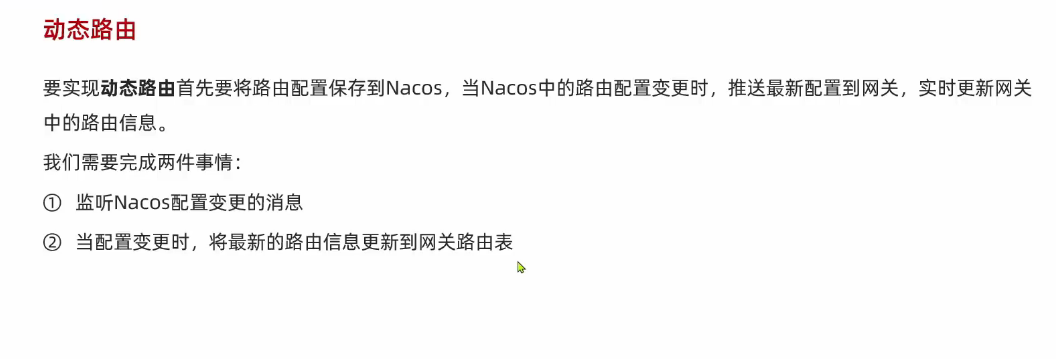 动态路由
要实现动态路由首先要将路由配置保存到Nacos，当Nacos中的路由配置变更时，推送最新配置到网关，实时更新网关
中的路由信息。
我们需要完成两件事情：
① 监听Nacos配置变更的消息
② 当配置变更时，将最新的路由信息更新到网关路由表